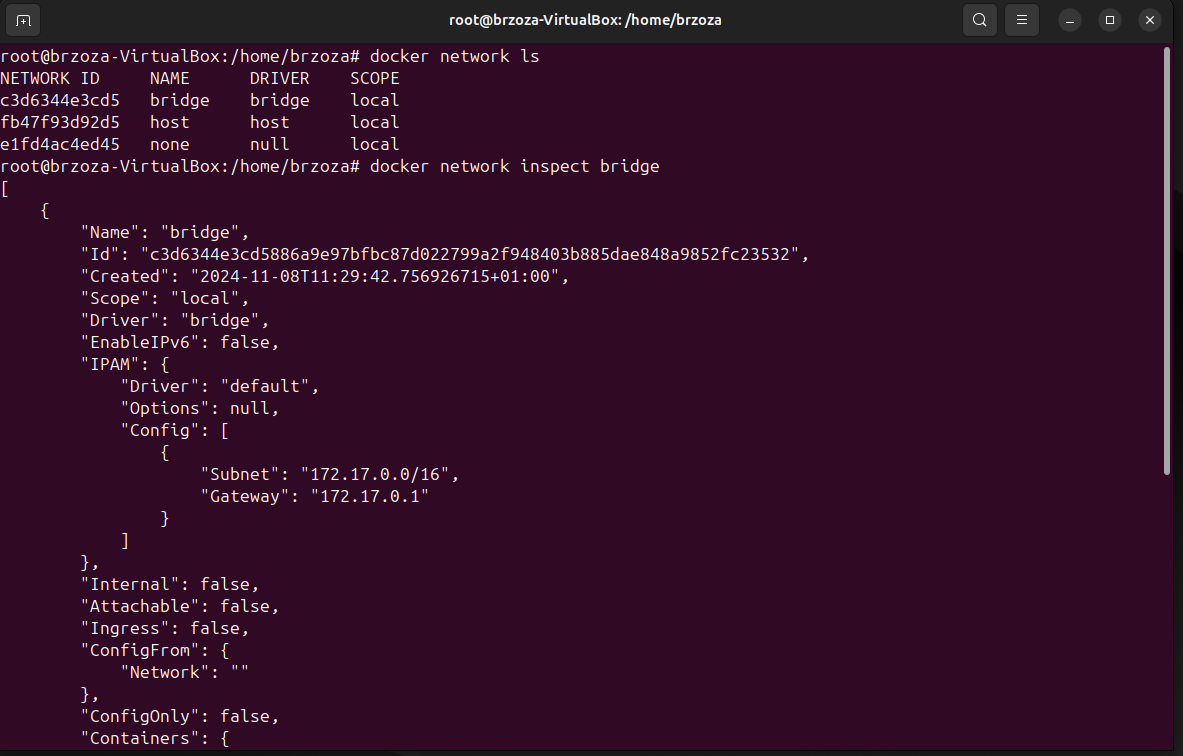 root@brzoza-VirtualBox: /home/brzoza
root@brzoza-VirtualBox:/home/brzoza# docker network ls
NETWORK ID     NAME      DRIVER    SCOPE
c3d6344e3cd5   bridge    bridge    local
fb47f93d92d5   host      host      local
e1fd4ac4ed45   none      null      local
root@brzoza-VirtualBox:/home/brzoza# docker network inspect bridge
[
    {
        "Name": "bridge",
        "Id": "c3d6344e3cd5886a9e97bfbc87d022799a2f948403b885dae848a9852fc23532",
        "Created": "2024-11-08T11:29:42.756926715+01:00",
        "Scope": "local",
        "Driver": "bridge",
        "EnableIPv6": false,
        "IPAM": {
            "Driver": "default",
            "Options": null,
            "Config": [
                {
                    "Subnet": "172.17.0.0/16",
                    "Gateway": "172.17.0.1"
                }
            ]
        },
        "Internal": false,
        "Attachable": false,
        "Ingress": false,
        "ConfigFrom": {
            "Network": ""
        },
        "ConfigOnly": false,
        "Containers": {